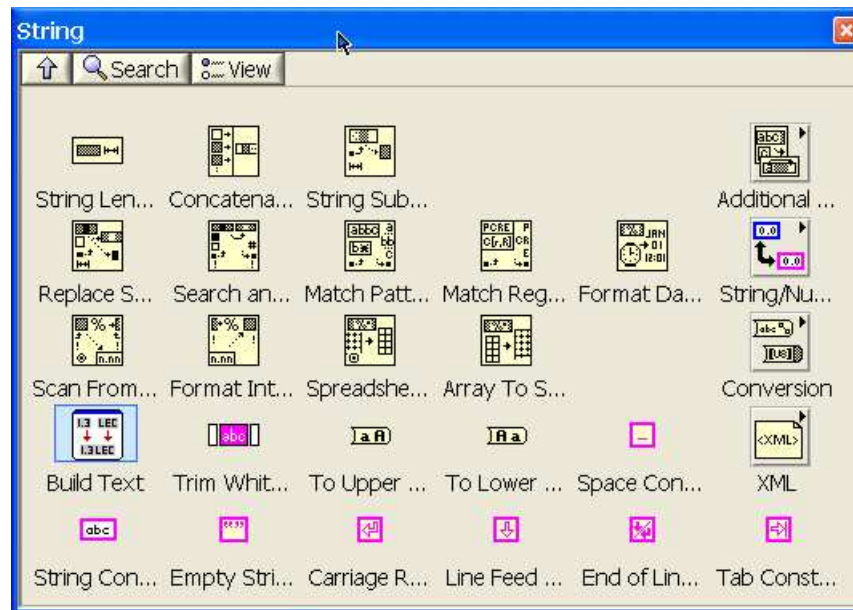 String
Search View
String Len... Concatena... String Sub... Additional ...
Replace S... Search an... Match Patt... Match Reg... Format Da... String/Nu...
Scan From... Format Int... Spreadshe... Array To S... Conversion
Build Text Trim Whit... To Upper ... To Lower ... Space Con... XML
String Con... Empty Stri... Carriage R... Line Feed ... End of Lin... Tab Const...